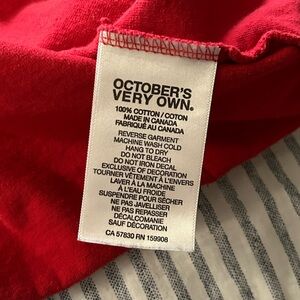 OCTOBER'S
VERY OWN.
100% COTTON / COTON
MADE IN CANADA
FABRIQUÉ AU CANADA
REVERSE GARMENT
MACHINE WASH COLD
HANG TO DRY
DO NOT BLEACH
DO NOT IRON DECAL
EXCLUSIVE OF DECORATION
TOURNER VÊTEMENT À L'ENVERS
LAVER À LA MACHINE
À L'EAU FROIDE
SUSPENDRE POUR SÉCHER
NE PAS JAVELLISER
NE PAS REPASSER
DÉCALCOMANIE
SAUF DÉCORATION
CA 57830 RN 159908